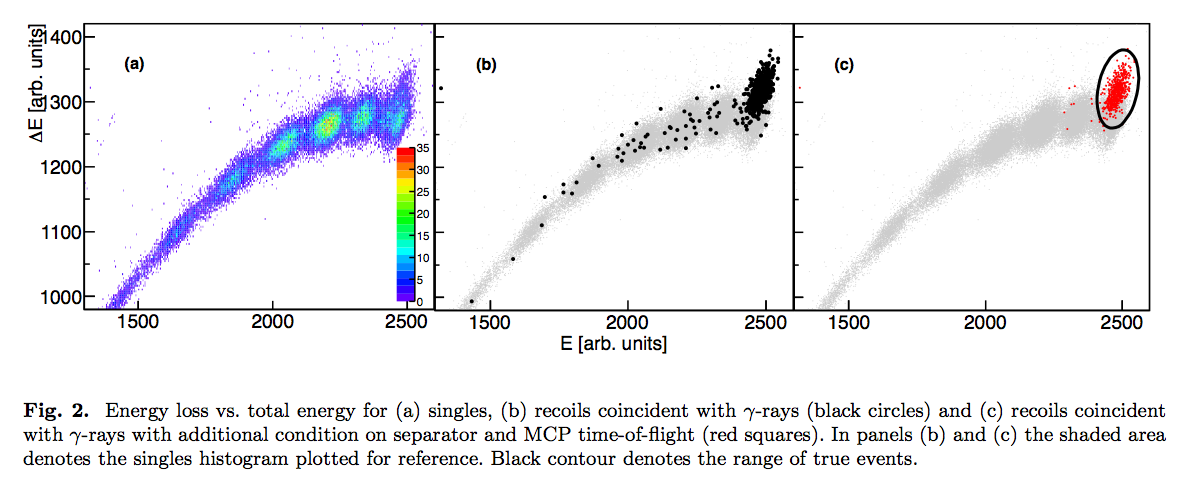 ΔE [arb. units]
1400
1300
1200
1100
1000
(a)
(b)
(c)
35
30
25
20
15
10
5
0
1500
2000
2500
1500
2000
2500
1500
2000
2500
E [arb. units]
Fig. 2. Energy loss vs. total energy for (a) singles, (b) recoils coincident with γ-rays (black circles) and (c) recoils coincident
with γ-rays with additional condition on separator and MCP time-of-flight (red squares). In panels (b) and (c) the shaded area
denotes the singles histogram plotted for reference. Black contour denotes the range of true events.